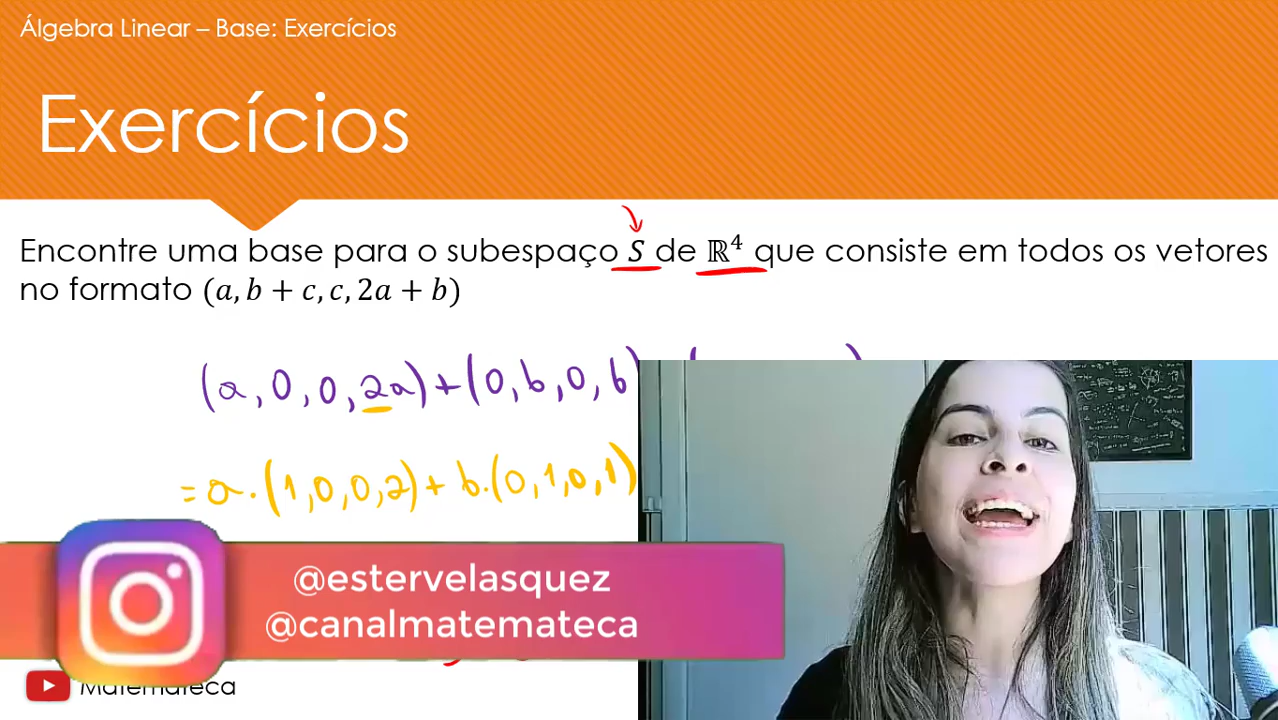 Álgebra Linear – Base: Exercícios
Exercícios
Encontre uma base para o subespaço S de ℝ⁴ que consiste em todos os vetores
no formato (a, b + c, c, 2a + b)
(a, 0, 0, 2a) + (0, b, 0, b)
= a. (1, 0, 0, 2) + b. (0, 1, 0, 1)
@estervelasquez
@canalmatemateca
Matemateca